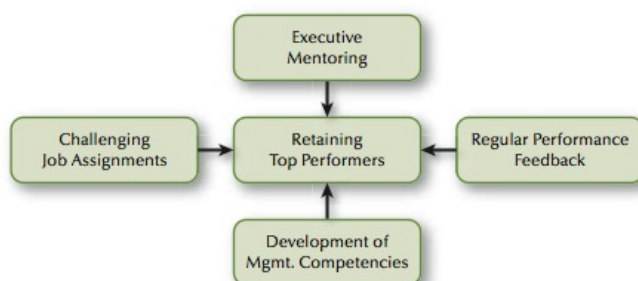 Executive
Mentoring
Challenging
Job Assignments
Retaining
Top Performers
Regular Performance
Feedback
Development of
Mgmt. Competencies